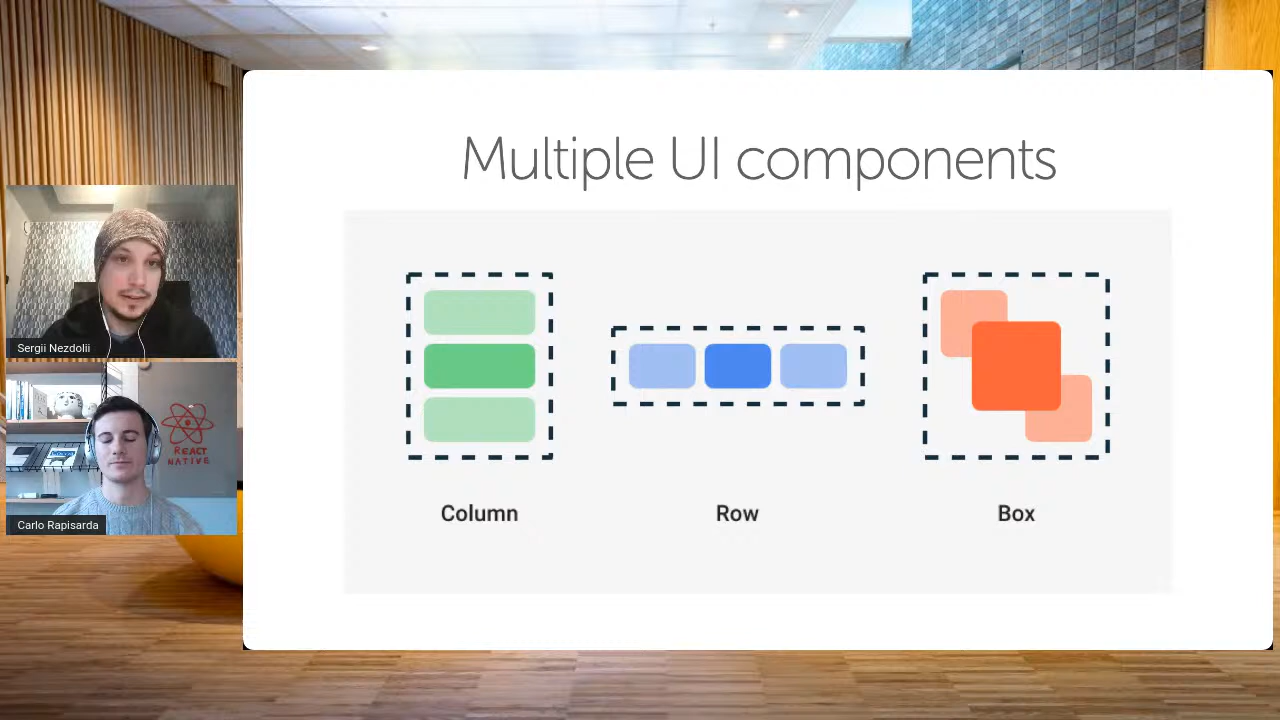 Multiple UI components
Sergii Nezdolii
REACT
NATIVE
Carlo Rapisarda
Column
Row
Box